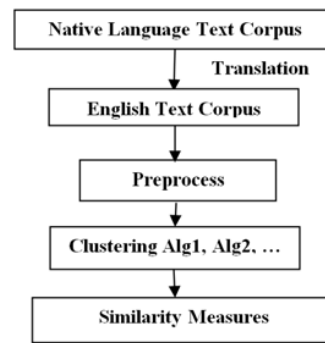 Native Language Text Corpus
Translation
English Text Corpus
Preprocess
Clustering Alg1, Alg2, …
Similarity Measures